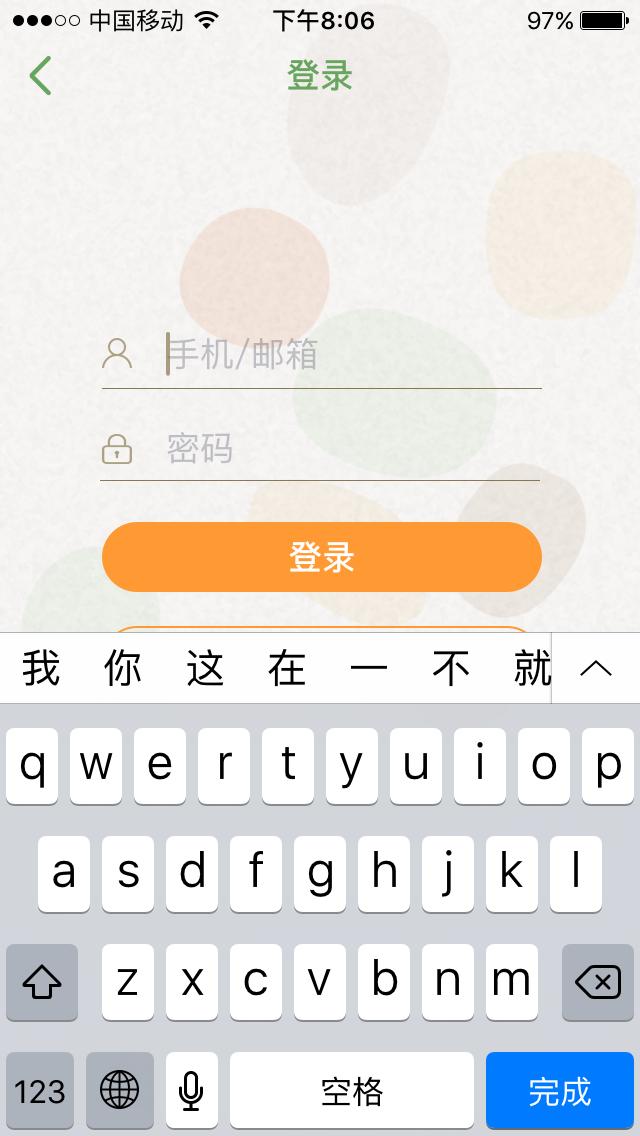 中国移动 下午8:06 97%
登录
手机/邮箱
密码
登录
我 你 这 在 一 不 就
q w e r t y u i o p
a s d f g h j k l
z x c v b n m
123 空格 完成